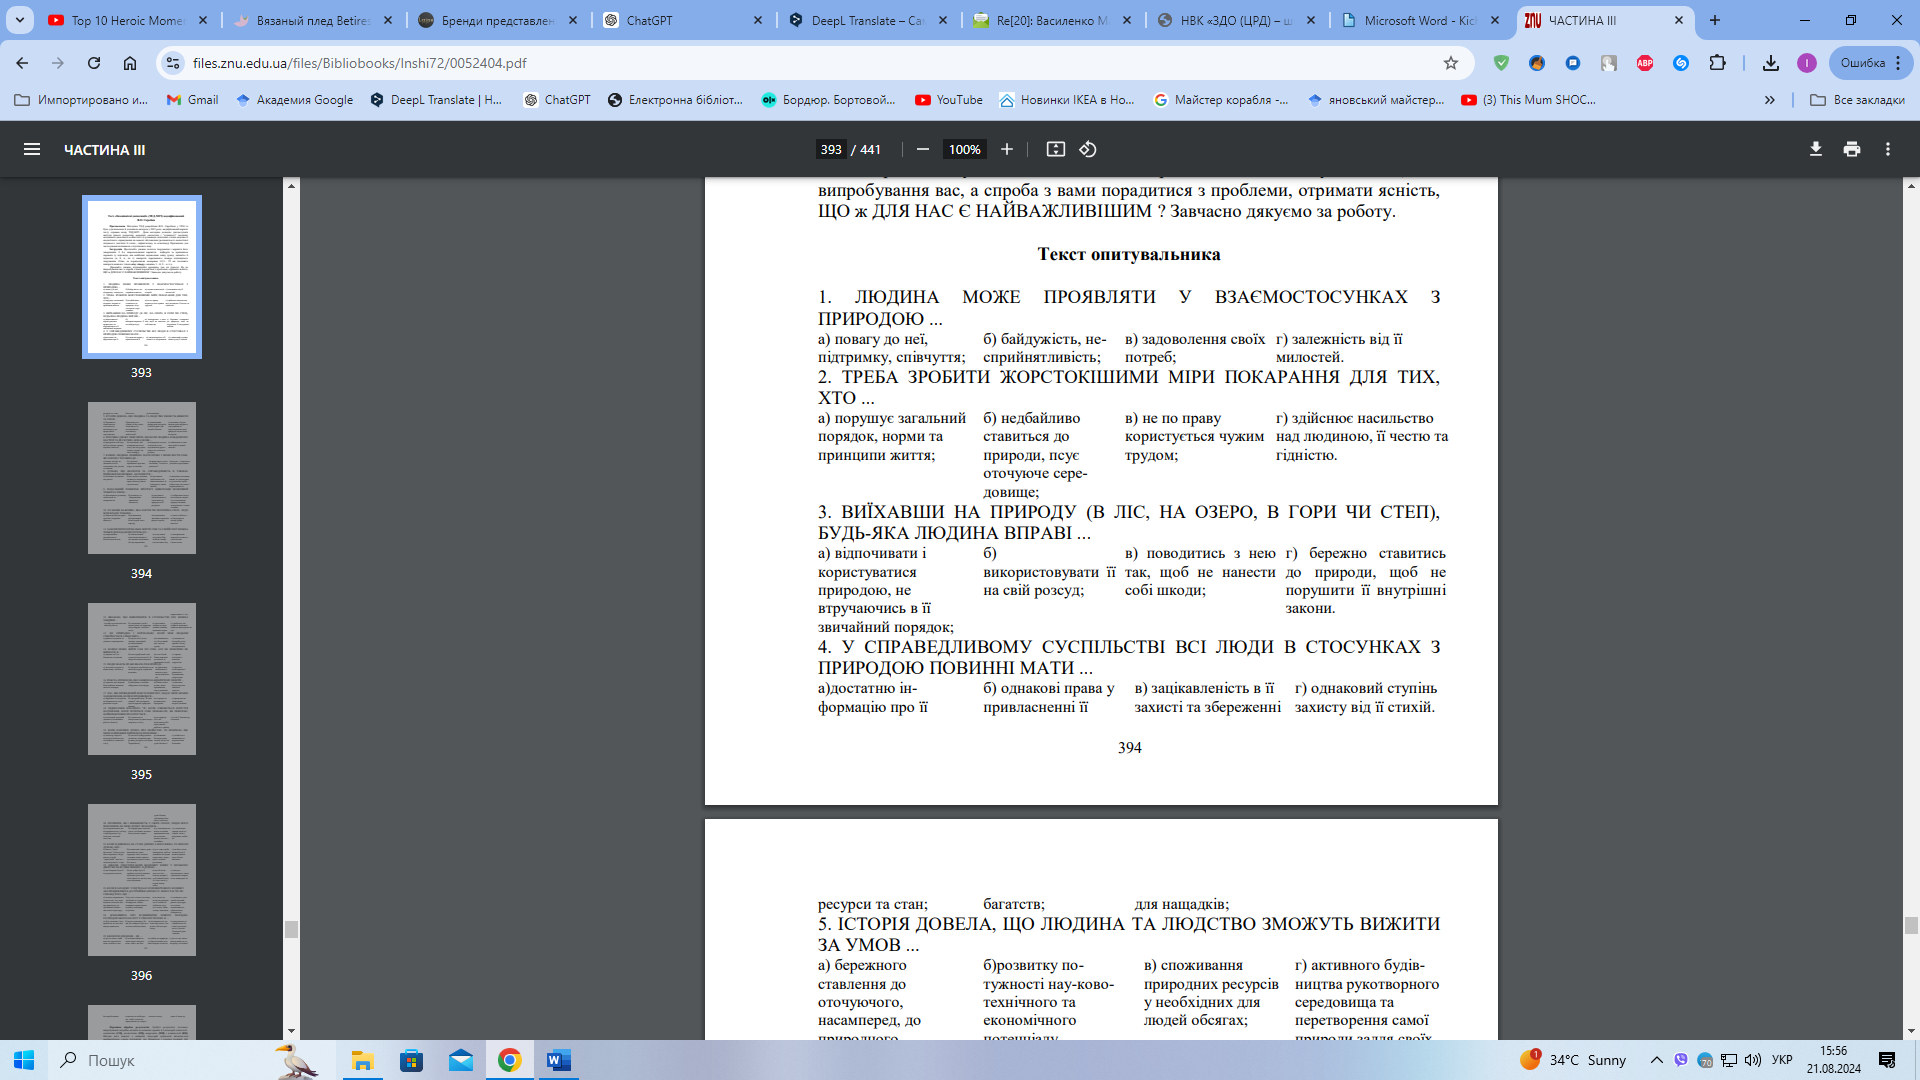 Top 10 Heroic Mome
Вязаный плед Betires
Бренди представлен
ChatGPT
DeepL Translate – Са
Re[20]: Василенко М
НВК «ЗДО (ЦРД) – ш
Microsoft Word - Kic
ЧАСТИНА III
files.znu.edu.ua/files/Bibliobooks/Inshi72/0052404.pdf
Ошибка
Импортировано и...
Gmail
Академия Google
DeepL Translate | Н...
ChatGPT
Електронна бібліот...
Бордюр. Бортовой...
YouTube
Новинки IKEA в Но...
Майстер корабля -...
яновський майстер...
(3) This Mum SHOC...
Все закладки
ЧАСТИНА III
393 / 441
100%
393
394
395
396
випробування вас, а спроба з вами порадитися з проблеми, отримати ясність,
ЩО ж ДЛЯ НАС Є НАЙВАЖЛИВІШИМ ? Завчасно дякуємо за роботу.
Текст опитувальника
1. ЛЮДИНА МОЖЕ ПРОЯВЛЯТИ У ВЗАЄМОСТОСУНКАХ З
ПРИРОДОЮ ...
а) повагу до неї, б) байдужість, не- в) задоволення своїх г) залежність від її
підтримку, співчуття; сприйнятливість; потреб; милостей.
2. ТРЕБА ЗРОБИТИ ЖОРСТОКІШИМИ МІРИ ПОКАРАННЯ ДЛЯ ТИХ,
ХТО ...
а) порушує загальний б) недбайливо в) не по праву г) здійснює насильство
порядок, норми та ставиться до користується чужим над людиною, її честю та
принципи життя; природи, псує трудом; гідністю.
оточуюче сере-
довище;
3. ВИЇХАВШИ НА ПРИРОДУ (В ЛІС, НА ОЗЕРО, В ГОРИ ЧИ СТЕП),
БУДЬ-ЯКА ЛЮДИНА ВПРАВІ ...
а) відпочивати і б) в) поводитись з нею г) бережно ставитись
користуватися використовувати її так, щоб не нанести до природи, щоб не
природою, не на свій розсуд; собі шкоди; порушити її внутрішні
втручаючись в її закони.
звичайний порядок;
4. У СПРАВЕДЛИВОМУ СУСПІЛЬСТВІ ВСІ ЛЮДИ В СТОСУНКАХ З
ПРИРОДОЮ ПОВИННІ МАТИ ...
а)достатню ін- б) однакові права у в) зацікавленість в її г) однаковий ступінь
формацію про її привласненні її захисті та збереженні захисту від її стихій.
394
ресурси та стан; багатств; для нащадків;
5. ІСТОРІЯ ДОВЕЛА, ЩО ЛЮДИНА ТА ЛЮДСТВО ЗМОЖУТЬ ВИЖИТИ
ЗА УМОВ ...
а) бережного б)розвитку по- в) споживання г) активного будів-
ставлення до тужності нау-ково- природних ресурсів ництва рукотворного
оточуючого, технічного та у необхідних для середовища та
насамперед, до економічного людей обсягах; перетворення самої
природного потенціалу природи задля своїх
Пошук
34°C Sunny
УКР
15:56
21.08.2024